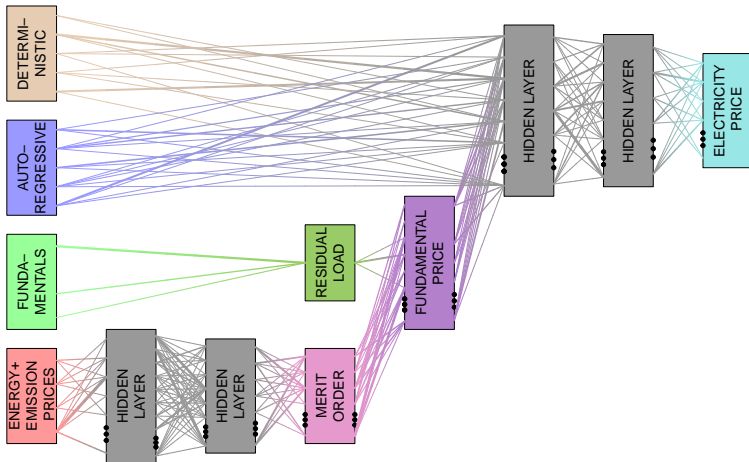 DETERMI–
NISTIC
AUTO–
REGRESSIVE
FUNDA–
MENTALS
ENERGY+
EMISSION
PRICES
HIDDEN
LAYER
HIDDEN
LAYER
RESIDUAL
LOAD
MERIT
ORDER
FUNDAMENTAL
PRICE
HIDDEN LAYER
HIDDEN LAYER
ELECTRICITY
PRICE